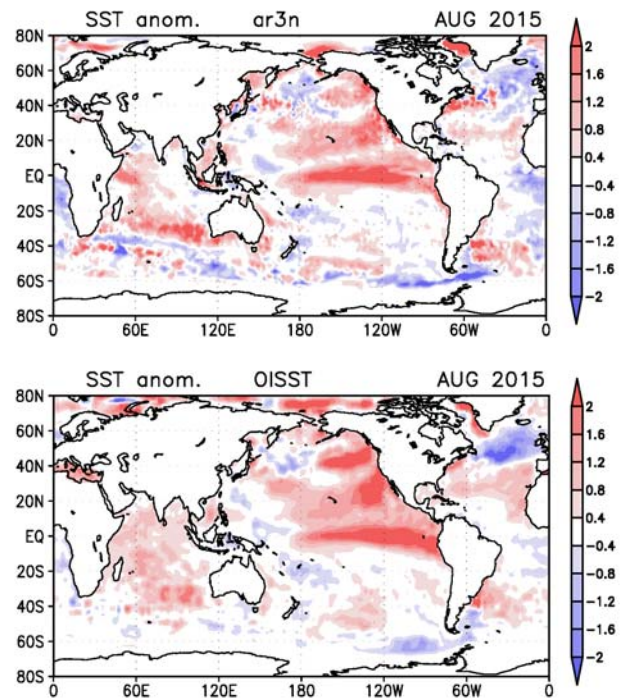 SST anom. ar3n AUG 2015
80N
60N
40N
20N
EQ
20S
40S
60S
80S
0 60E 120E 180 120W 60W 0
2
1.6
1.2
0.8
0.4
-0.4
-0.8
-1.2
-1.6
-2
SST anom. OISST AUG 2015
80N
60N
40N
20N
EQ
20S
40S
60S
80S
0 60E 120E 180 120W 60W 0
2
1.6
1.2
0.8
0.4
-0.4
-0.8
-1.2
-1.6
-2